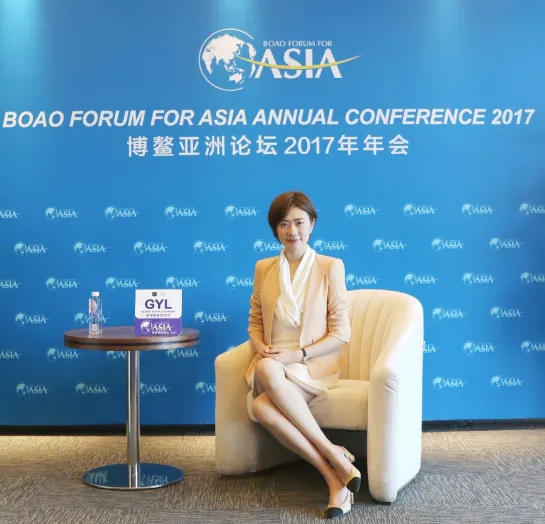 BOAO FORUM FOR
ASIA
BOAO FORUM FOR ASIA ANNUAL CONFERENCE 2017
博鳌亚洲论坛 2017年年会
GYL
ASIA